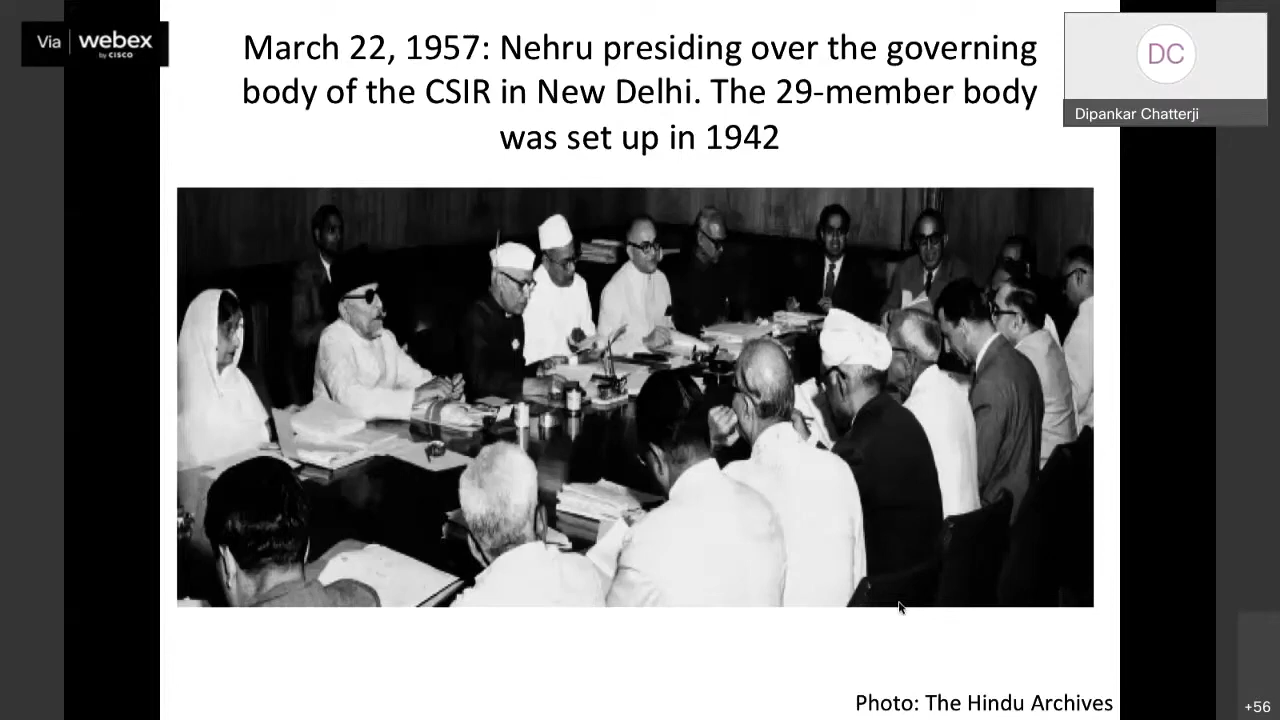 Via webex
by CISCO
March 22, 1957: Nehru presiding over the governing
body of the CSIR in New Delhi. The 29-member body
was set up in 1942
DC
Dipankar Chatterji
Photo: The Hindu Archives
+56